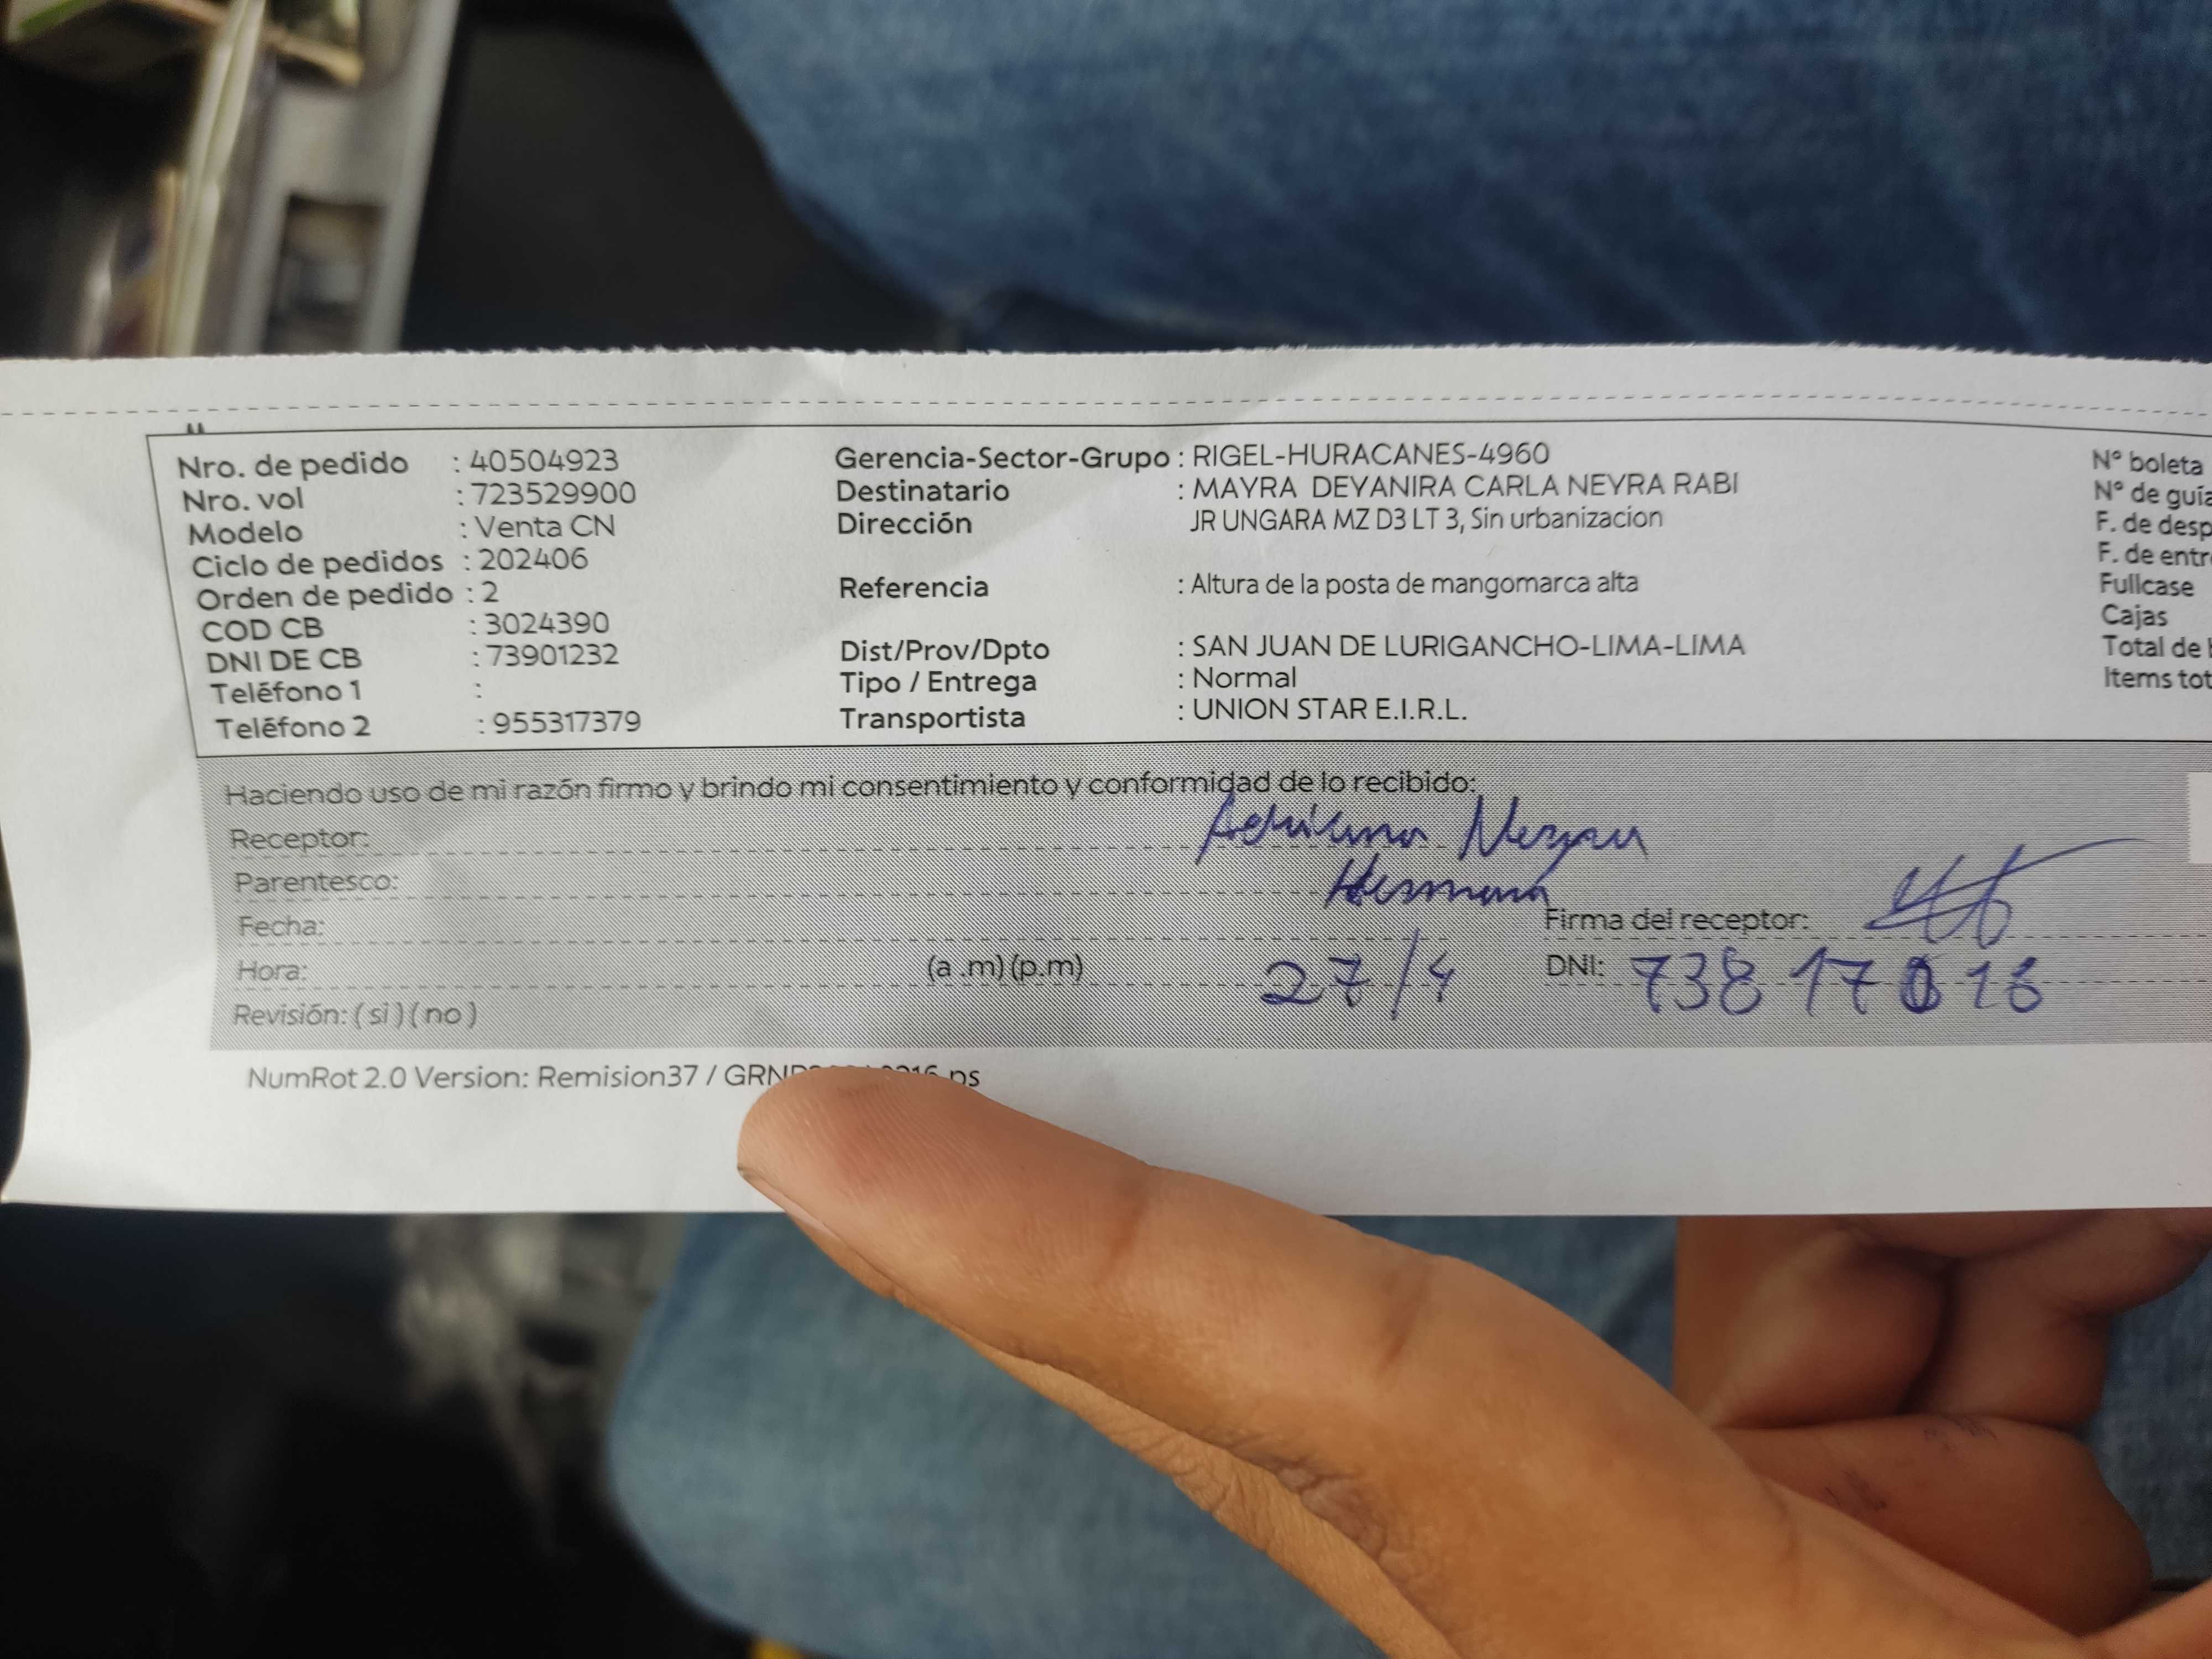 Nro. de pedido : 40504923
Nro. vol : 723529900
Modelo : Venta CN
Ciclo de pedidos : 202406
Orden de pedido : 2
COD CB : 3024390
DNI DE CB : 73901232
Teléfono 1 :
Teléfono 2 : 955317379
Gerencia-Sector-Grupo : RIGEL-HURACANES-4960
Destinatario : MAYRA DEYANIRA CARLA NEYRA RABI
Dirección JR UNGARA MZ D3 LT 3, Sin urbanizacion
Referencia : Altura de la posta de mangomarca alta
Dist/Prov/Dpto : SAN JUAN DE LURIGANCHO-LIMA-LIMA
Tipo / Entrega : Normal
Transportista : UNION STAR E.I.R.L.
Nº boleta
Nº de guía
F. de desp
F. de entr
Fullcase
Cajas
Total de
Items tot
Haciendo uso de mi razón firmo y brindo mi consentimiento y conformidad de lo recibido:
Receptor:
Parentesco: Hermana
Fecha: Firma del receptor:
Hora: (a .m) (p.m) 27/4 DNI:
Revisión: ( si ) ( no )
NumRot 2.0 Version: Remision37 /